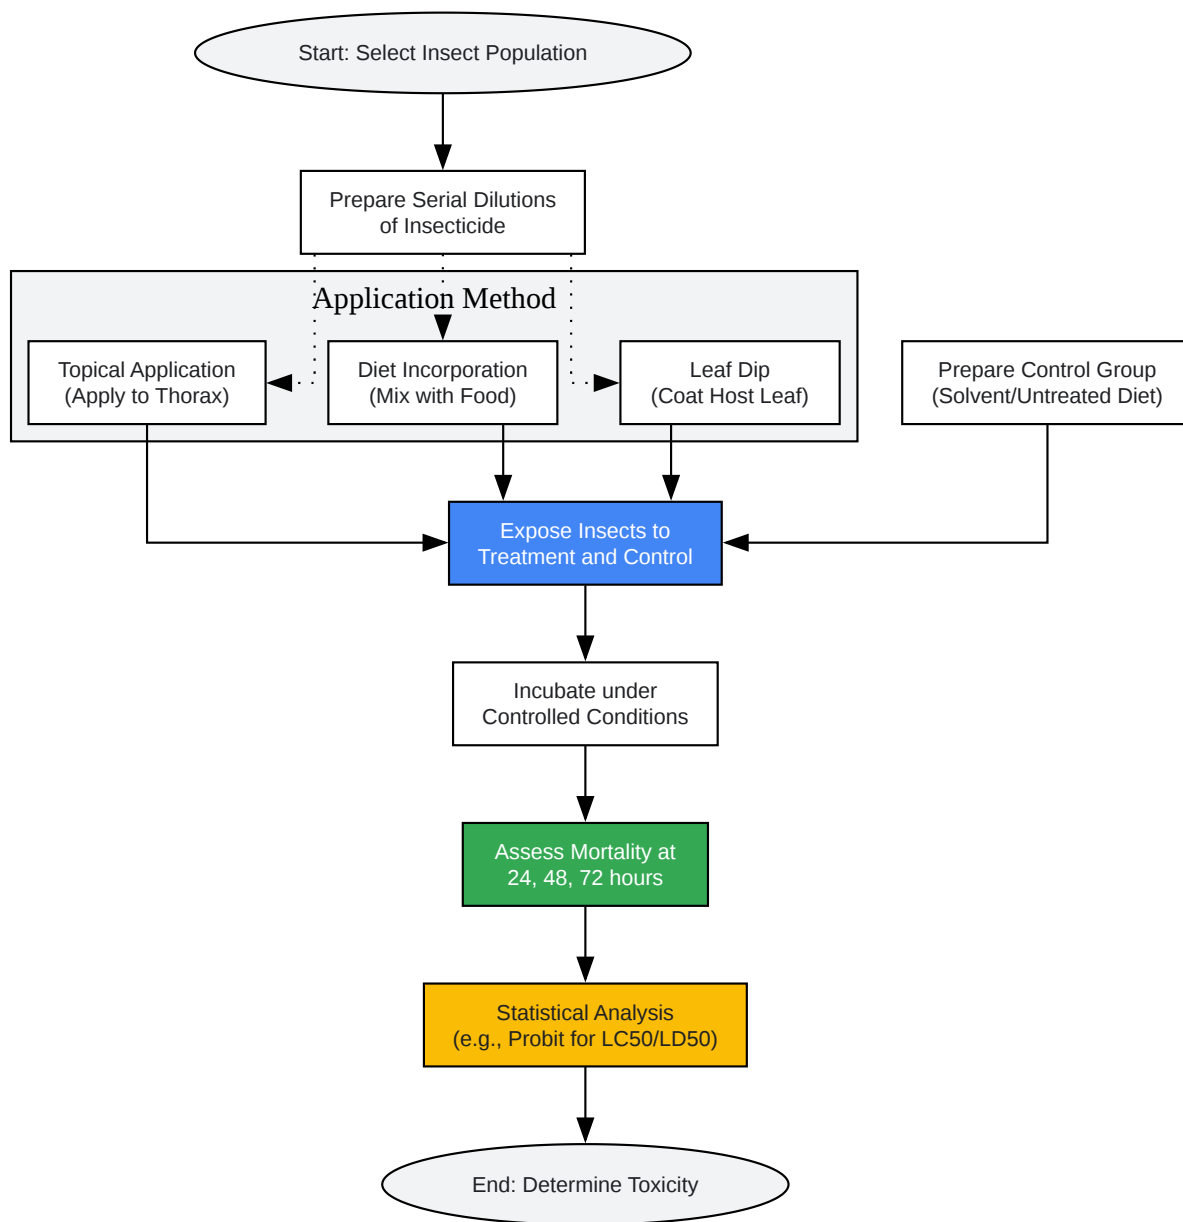 Start: Select Insect Population
Prepare Serial Dilutions
of Insecticide
Application Method
Topical Application
(Apply to Thorax)
Diet Incorporation
(Mix with Food)
Leaf Dip
(Coat Host Leaf)
Prepare Control Group
(Solvent/Untreated Diet)
Expose Insects to
Treatment and Control
Incubate under
Controlled Conditions
Assess Mortality at
24, 48, 72 hours
Statistical Analysis
(e.g., Probit for LC50/LD50)
End: Determine Toxicity